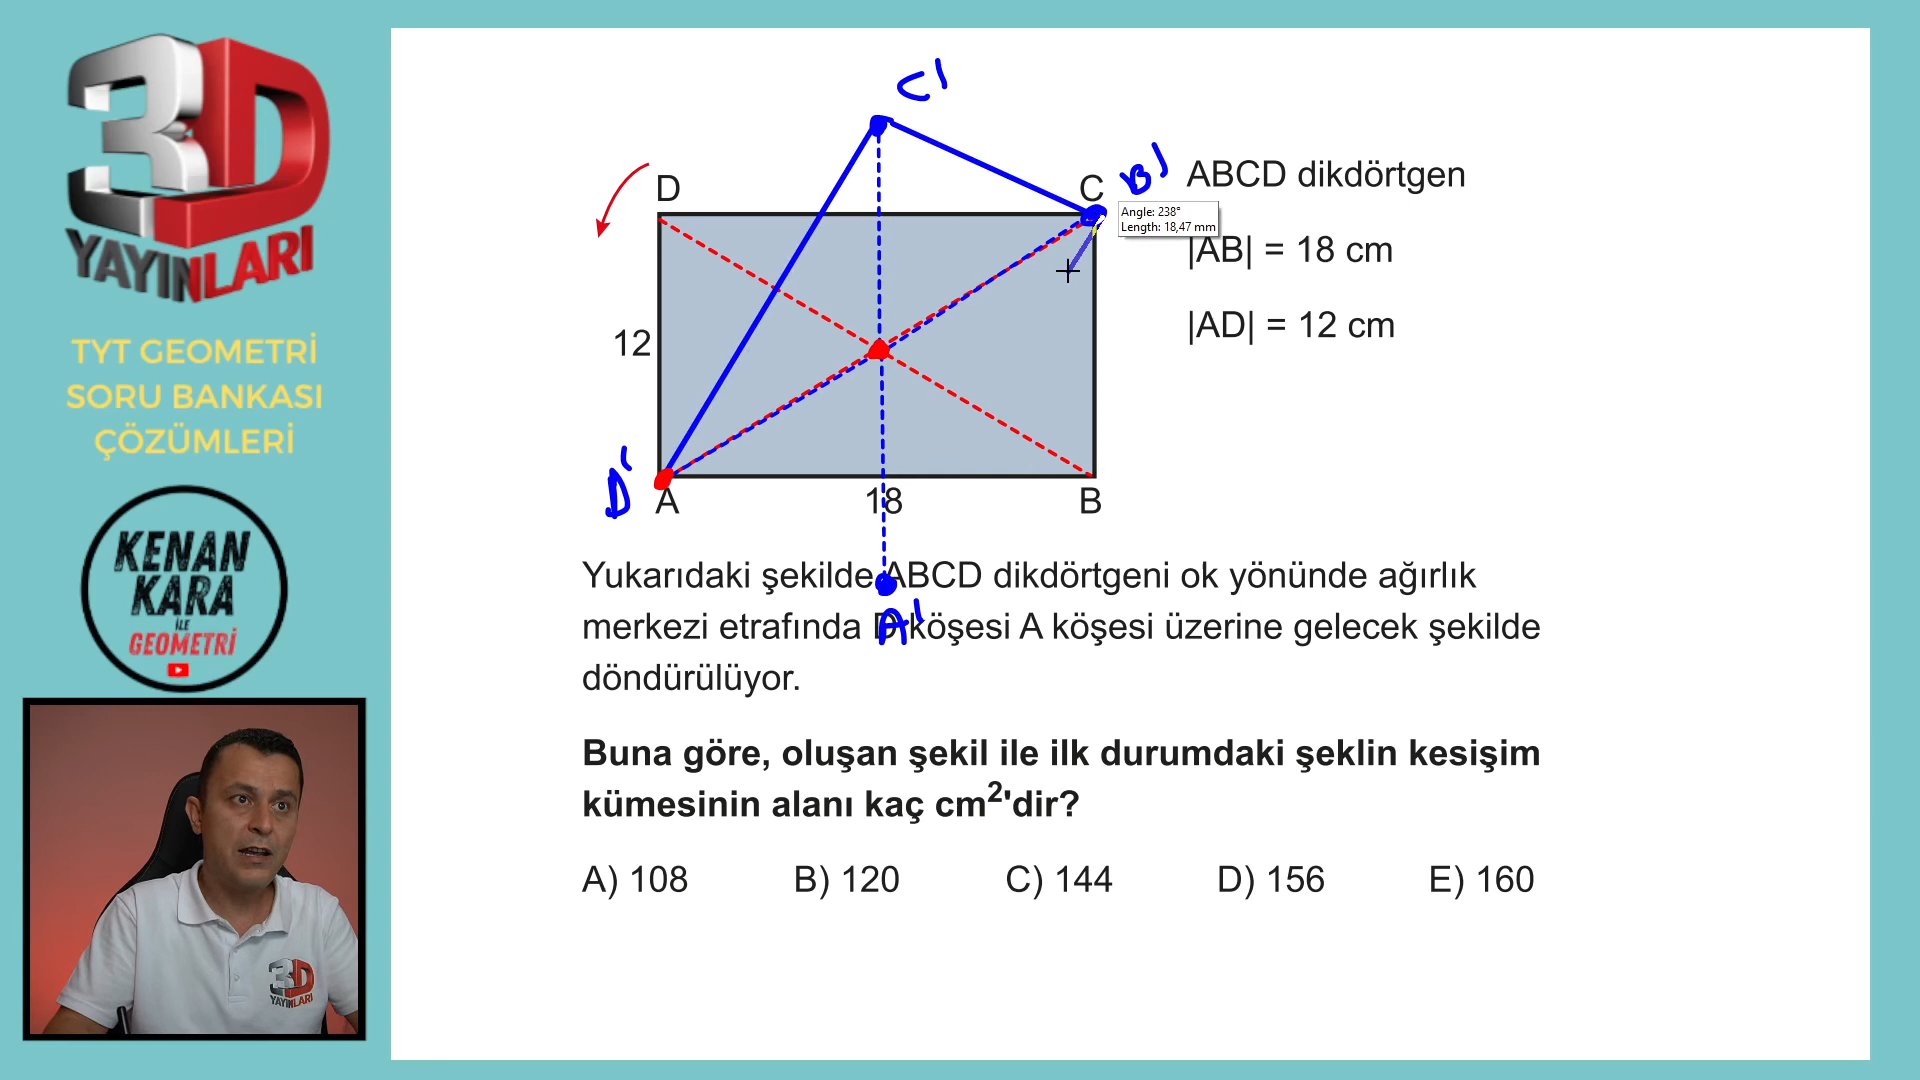 3D
YAYINLARI
TYT GEOMETRİ
SORU BANKASI
ÇÖZÜMLERİ
KENAN
KARA
İLE
GEOMETRİ
3D
YAYINLARI
C'
D
C
B'
ABCD dikdörtgen
Angle: 238°
Length: 18,47 mm
|AB| = 18 cm
|AD| = 12 cm
12
D'
A
18
B
Yukarıdaki şekilde ABCD dikdörtgeni ok yönünde ağırlık
A'
merkezi etrafında D köşesi A köşesi üzerine gelecek şekilde
döndürülüyor.
Buna göre, oluşan şekil ile ilk durumdaki şeklin kesişim
kümesinin alanı kaç cm²'dir?
A) 108 B) 120 C) 144 D) 156 E) 160